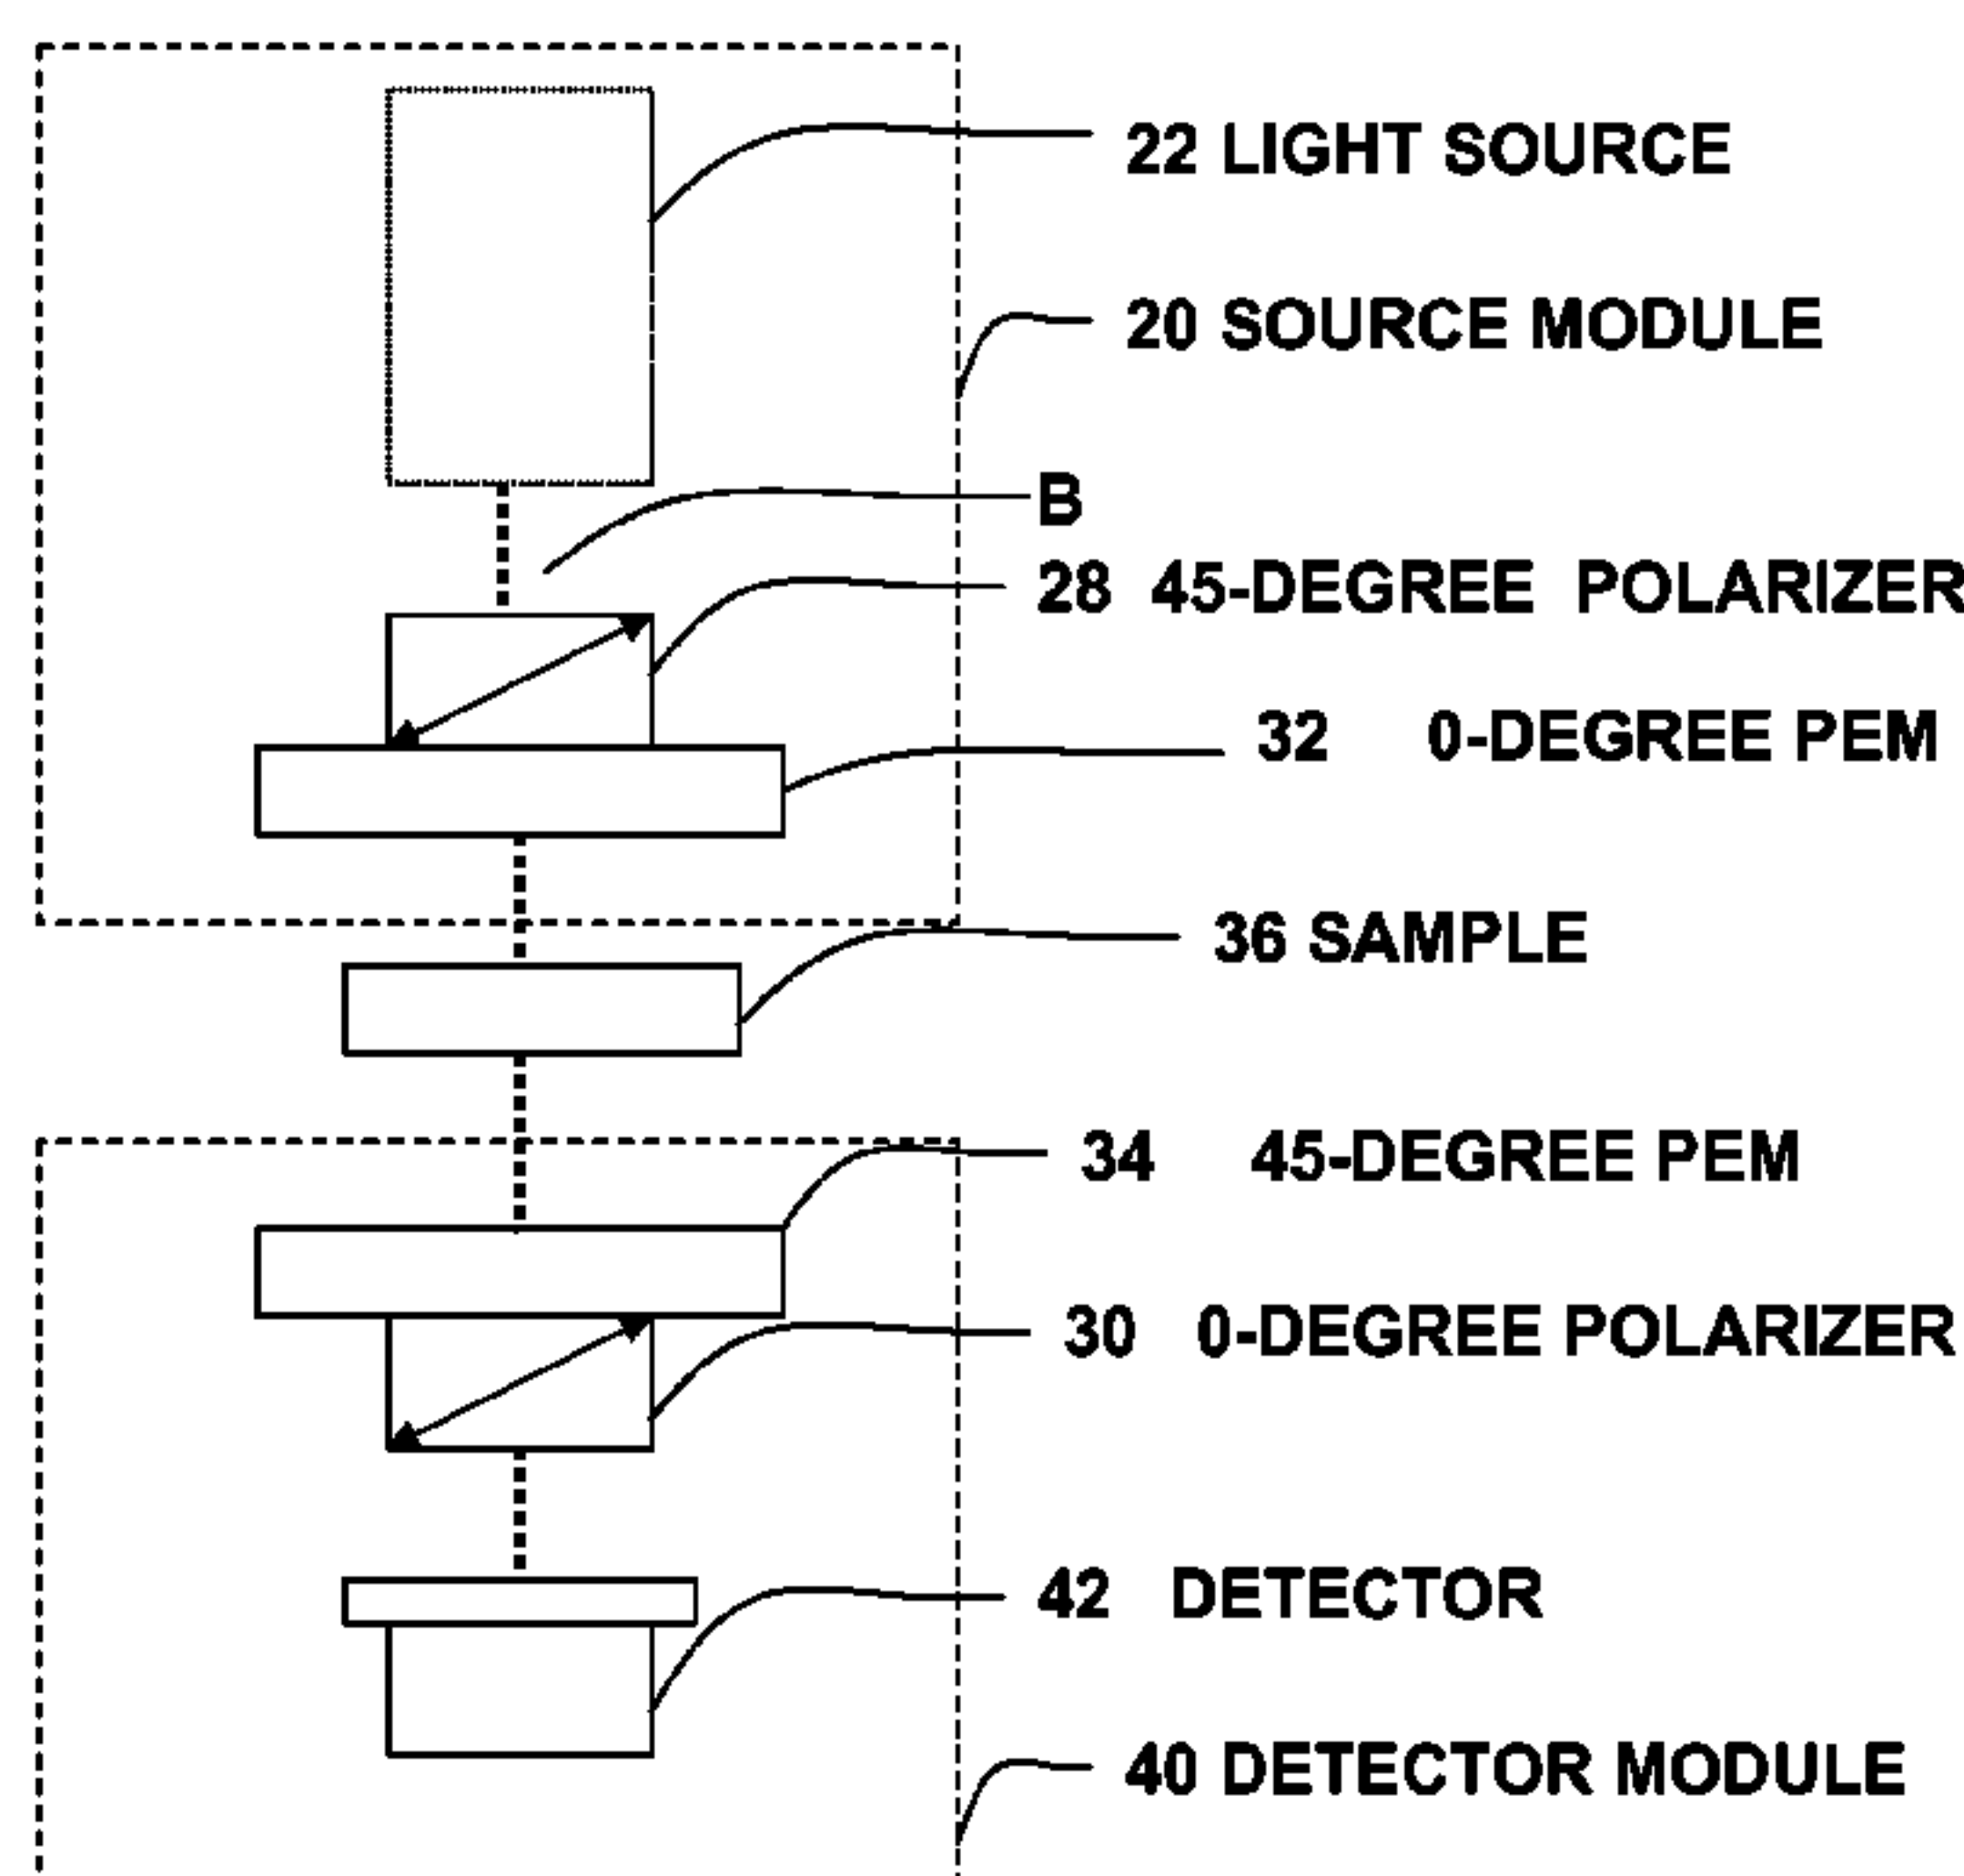 22 LIGHT SOURCE
20 SOURCE MODULE
B
28 45-DEGREE POLARIZER
32 0-DEGREE PEM
36 SAMPLE
34 45-DEGREE PEM
30 0-DEGREE POLARIZER
42 DETECTOR
40 DETECTOR MODULE